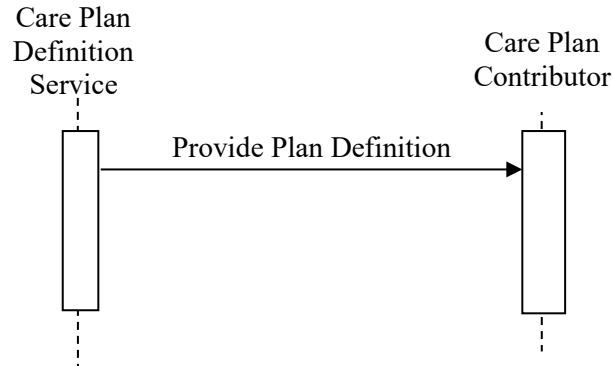 Care Plan
Definition
Service
Care Plan
Contributor
Provide Plan Definition